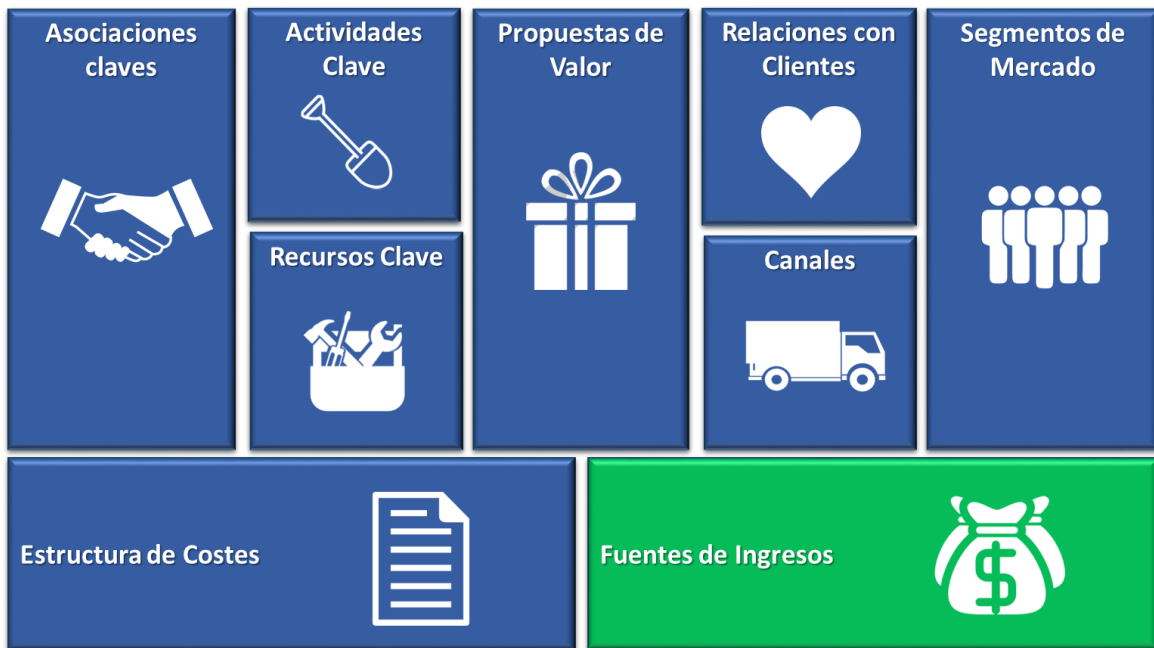 Asociaciones
claves
Actividades
Clave
Recursos Clave
Propuestas de
Valor
Relaciones con
Clientes
Canales
Segmentos de
Mercado
Estructura de Costes
Fuentes de Ingresos
$